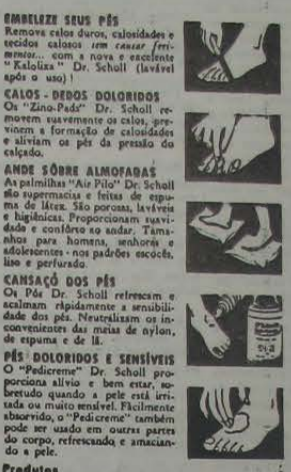 EMBELEZE SEUS PÉS
Remova calos duros, calosidades e
tecidos calosos sem causar feri-
mentos... com a nova e excelente
"Kaloliza" Dr. Scholl (lavável
após o uso) !
CALOS - DEDOS DOLORIDOS
Os "Zino-Pads" Dr. Scholl re-
movem suavemente os calos, pre-
vinem a formação de calosidades
e aliviam os pés da pressão do
calçado.
ANDE SÔBRE ALMOFADAS
As palmilhas "Air Pilo" Dr. Scholl
são supermacias e feitas de espu-
ma de látex. São porosas, laváveis
e higiênicas. Proporcionam suavi-
dade e confôrto ao andar. Tama-
nhos para homens, senhoras e
adolescentes - nos padrões escocês,
liso e perfurado.
CANSAÇO DOS PÉS
Os Pós Dr. Scholl refrescam e
acalmam rápidamente a sensibili-
dade dos pés. Neutralizam os in-
convenientes das meias de nylon,
de espuma e de lã.
PÉS DOLORIDOS E SENSÍVEIS
O "Pedicreme" Dr. Scholl pro-
porciona alívio e bem estar, so-
bretudo quando a pele está irri-
tada ou muito sensível. Fàcilmente
absorvido, o "Pedicreme" também
pode ser usado em outras partes
do corpo, refrescando e amacian-
do a pele.
Produtos